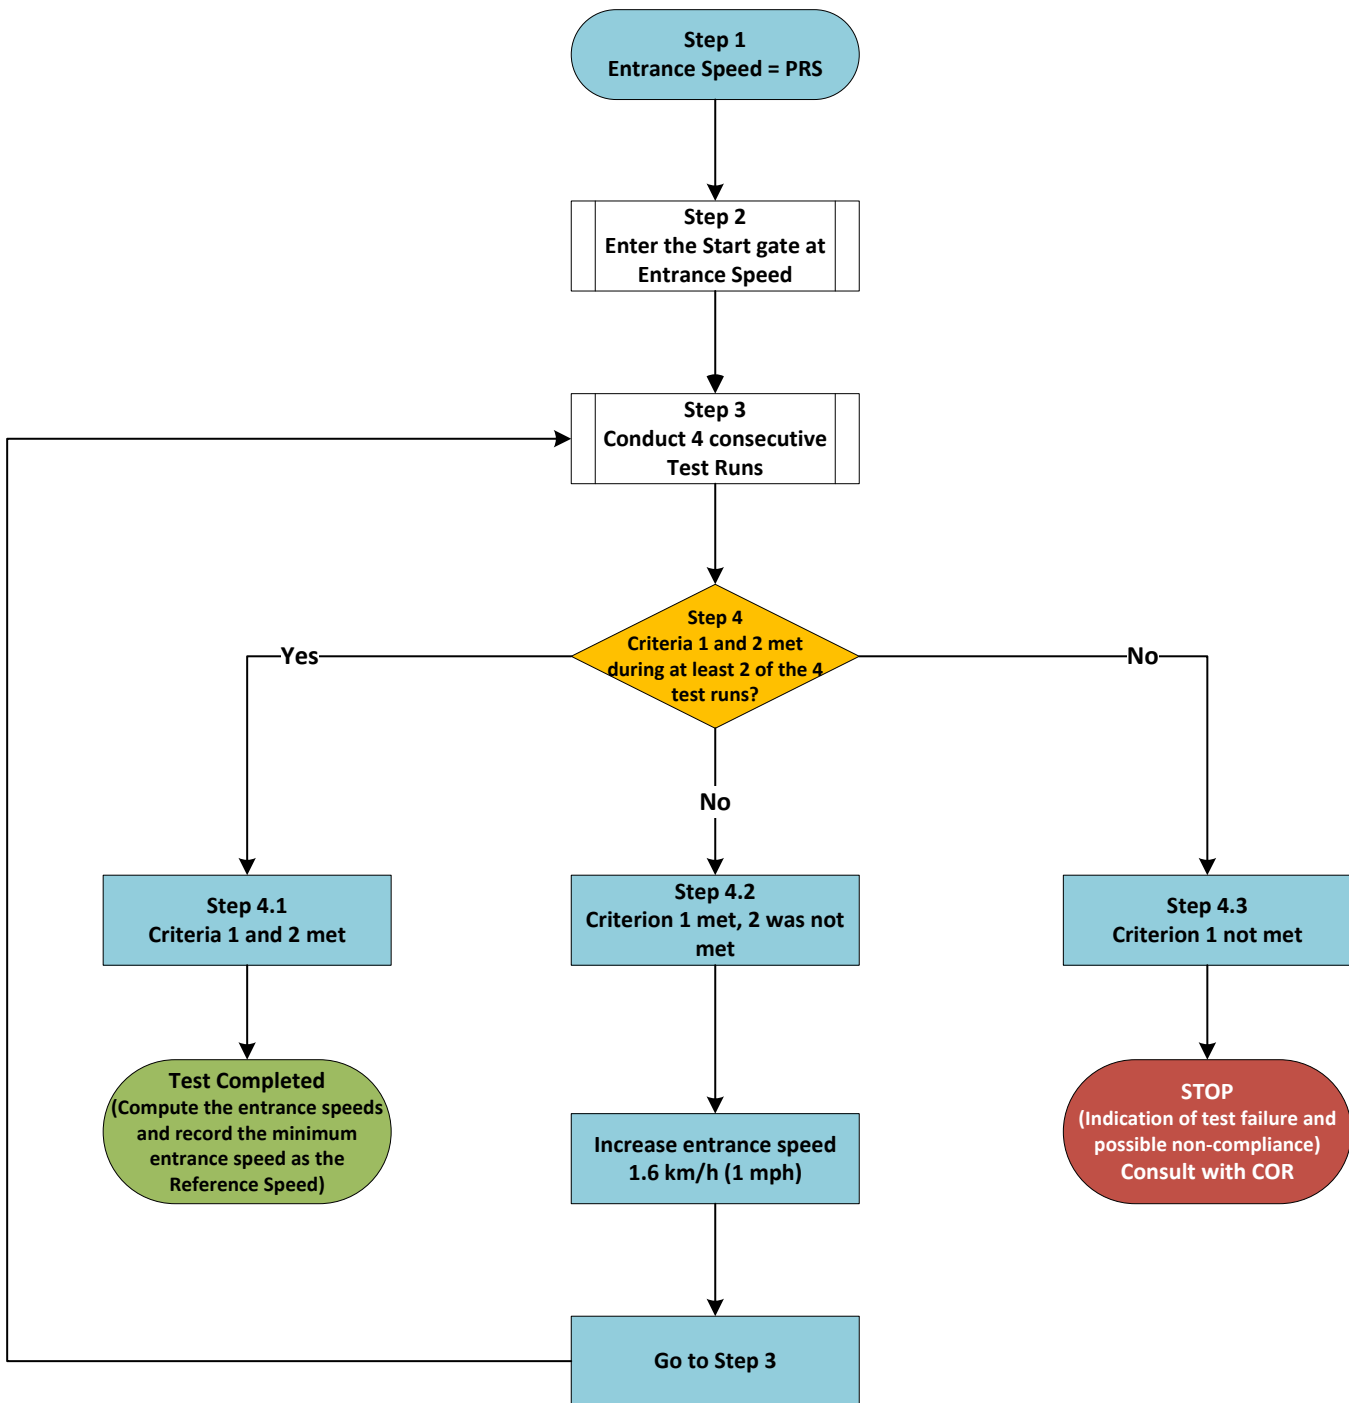 Step 1
Entrance Speed = PRS
Step 2
Enter the Start gate at
Entrance Speed
Step 3
Conduct 4 consecutive
Test Runs
Step 4
Criteria 1 and 2 met
during at least 2 of the 4
test runs?
Yes
No
No
Step 4.1
Criteria 1 and 2 met
Step 4.2
Criterion 1 met, 2 was not
met
Step 4.3
Criterion 1 not met
Test Completed
(Compute the entrance speeds
and record the minimum
entrance speed as the
Reference Speed)
Increase entrance speed
1.6 km/h (1 mph)
STOP
(Indication of test failure and
possible non-compliance)
Consult with COR
Go to Step 3